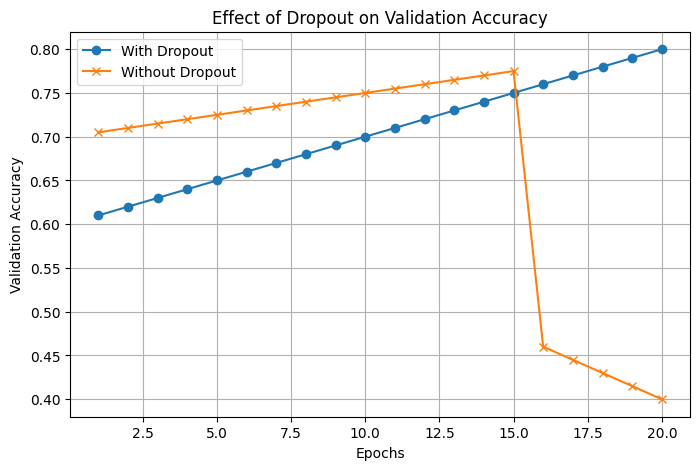 Effect of Dropout on Validation Accuracy
With Dropout
Without Dropout
Validation Accuracy
0.80
0.75
0.70
0.65
0.60
0.55
0.50
0.45
0.40
2.5 5.0 7.5 10.0 12.5 15.0 17.5 20.0
Epochs